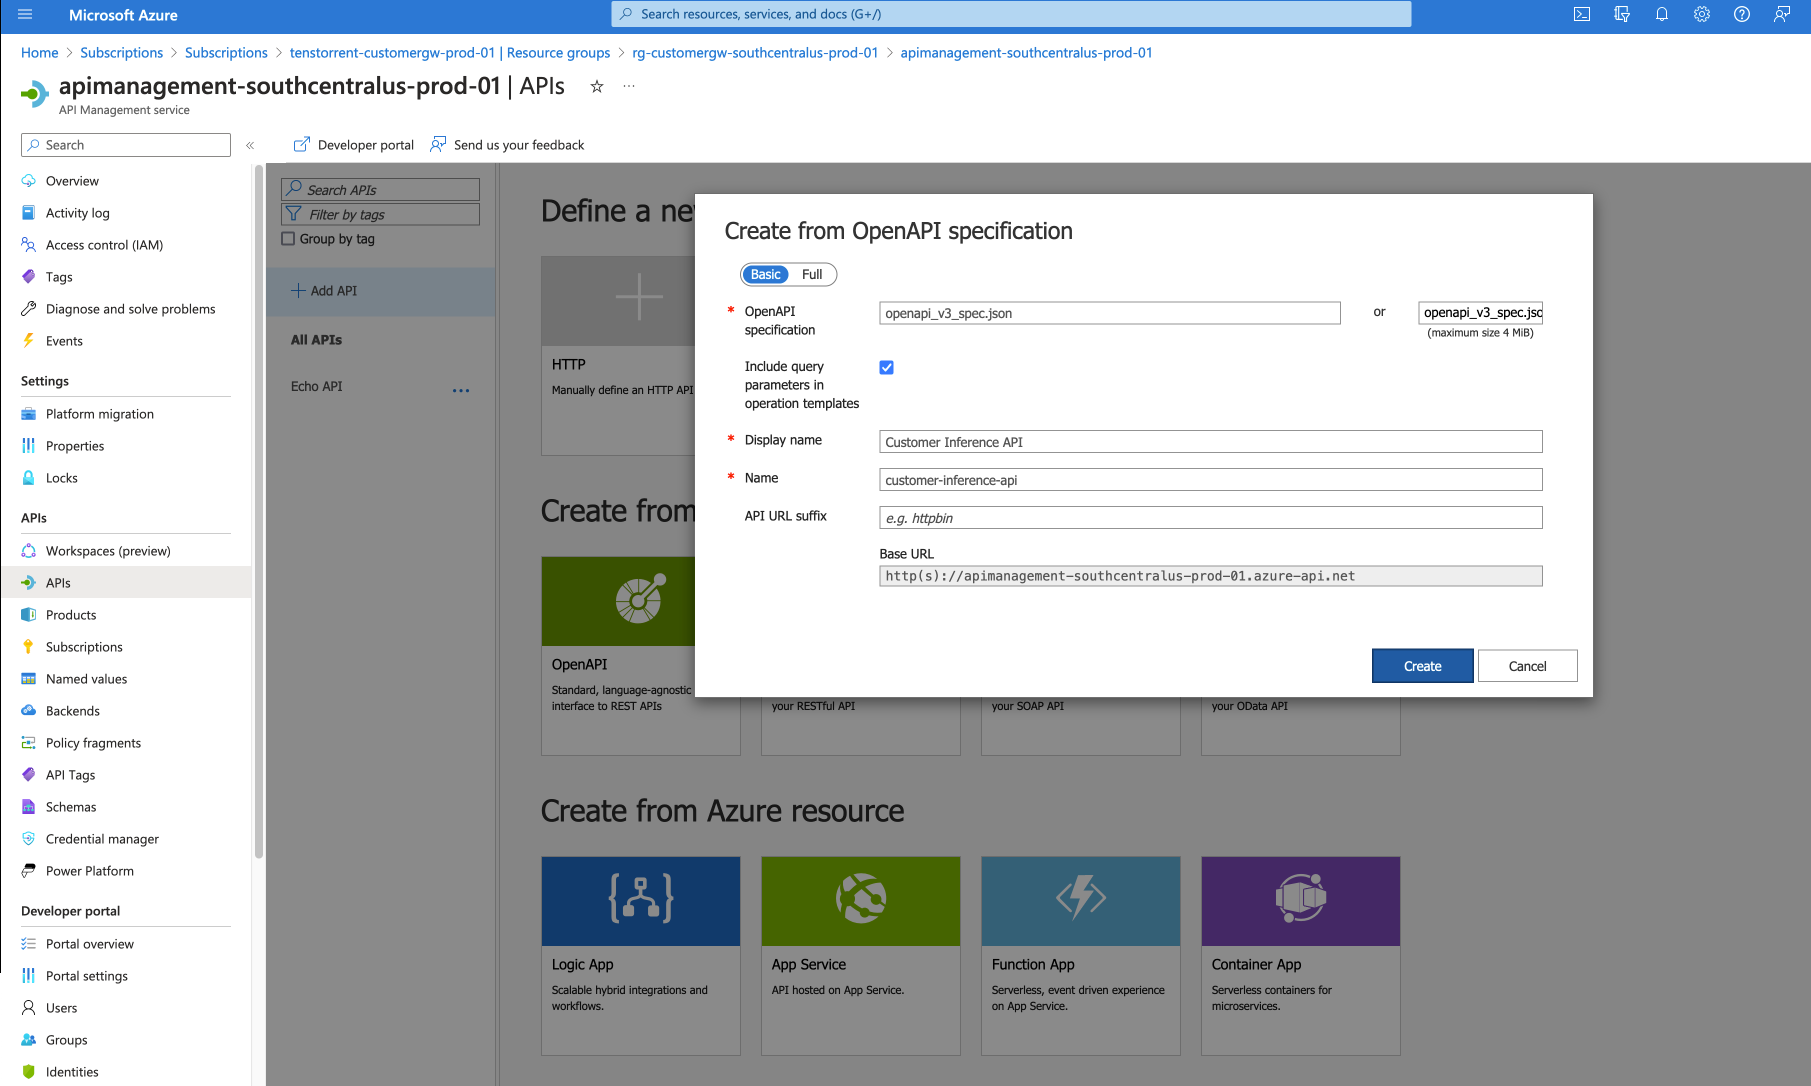 Microsoft Azure
Search resources, services, and docs (G+/)
Home > Subscriptions > Subscriptions > tenstorrent-customergw-prod-01 | Resource groups > rg-customergw-southcentralus-prod-01 > apimanagement-southcentralus-prod-01
apimanagement-southcentralus-prod-01 | APIs
API Management service
Search
Developer portal
Send us your feedback
Overview
Activity log
Access control (IAM)
Tags
Diagnose and solve problems
Events
Settings
Platform migration
Properties
Locks
APIs
Workspaces (preview)
APIs
Products
Subscriptions
Named values
Backends
Policy fragments
API Tags
Schemas
Credential manager
Power Platform
Developer portal
Portal overview
Portal settings
Users
Groups
Identities
Search APIs
Filter by tags
Group by tag
+ Add API
All APIs
Echo API
Define a ne
HTTP
Manually define an HTTP API
Create from
OpenAPI
Standard, language-agnostic
interface to REST APIs
your RESTful API
your SOAP API
your OData API
Create from OpenAPI specification
Basic Full
* OpenAPI
specification
openapi_v3_spec.json
or
openapi_v3_spec.jsc
(maximum size 4 MiB)
Include query
parameters in
operation templates
* Display name
Customer Inference API
* Name
customer-inference-api
API URL suffix
e.g. httpbin
Base URL
http(s)://apimanagement-southcentralus-prod-01.azure-api.net
Create
Cancel
Create from Azure resource
Logic App
Scalable hybrid integrations and
workflows.
App Service
API hosted on App Service.
Function App
Serverless, event driven experience
on App Service.
Container App
Serverless containers for
microservices.